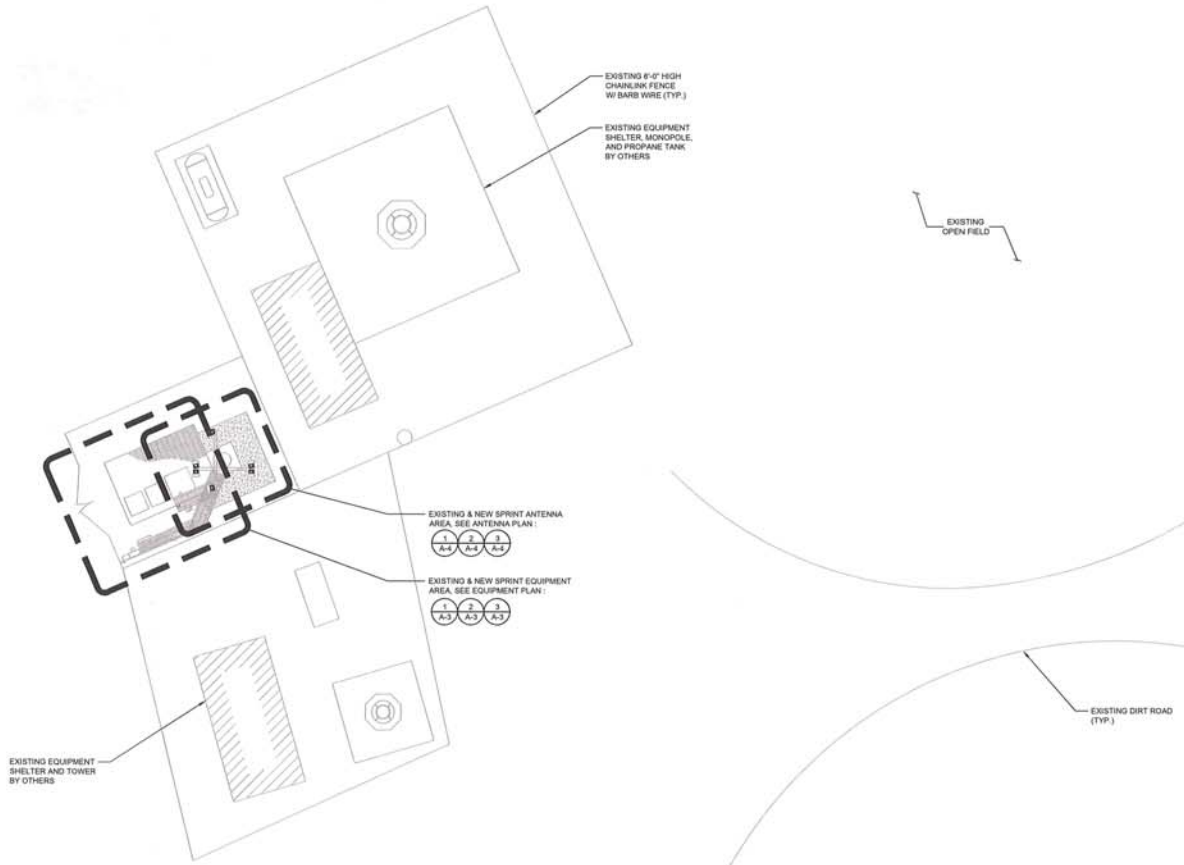 EXISTING 6'-0" HIGH
CHAINLINK FENCE
W/ BARB WIRE (TYP.)
EXISTING EQUIPMENT
SHELTER, MONOPOLE,
AND PROPANE TANK
BY OTHERS
EXISTING
OPEN FIELD
EXISTING & NEW SPRINT ANTENNA
AREA, SEE ANTENNA PLAN :
1 2 3
A-4 A-4 A-4
EXISTING & NEW SPRINT EQUIPMENT
AREA, SEE EQUIPMENT PLAN :
1 2 3
A-3 A-3 A-3
EXISTING DIRT ROAD
(TYP.)
EXISTING EQUIPMENT
SHELTER AND TOWER
BY OTHERS